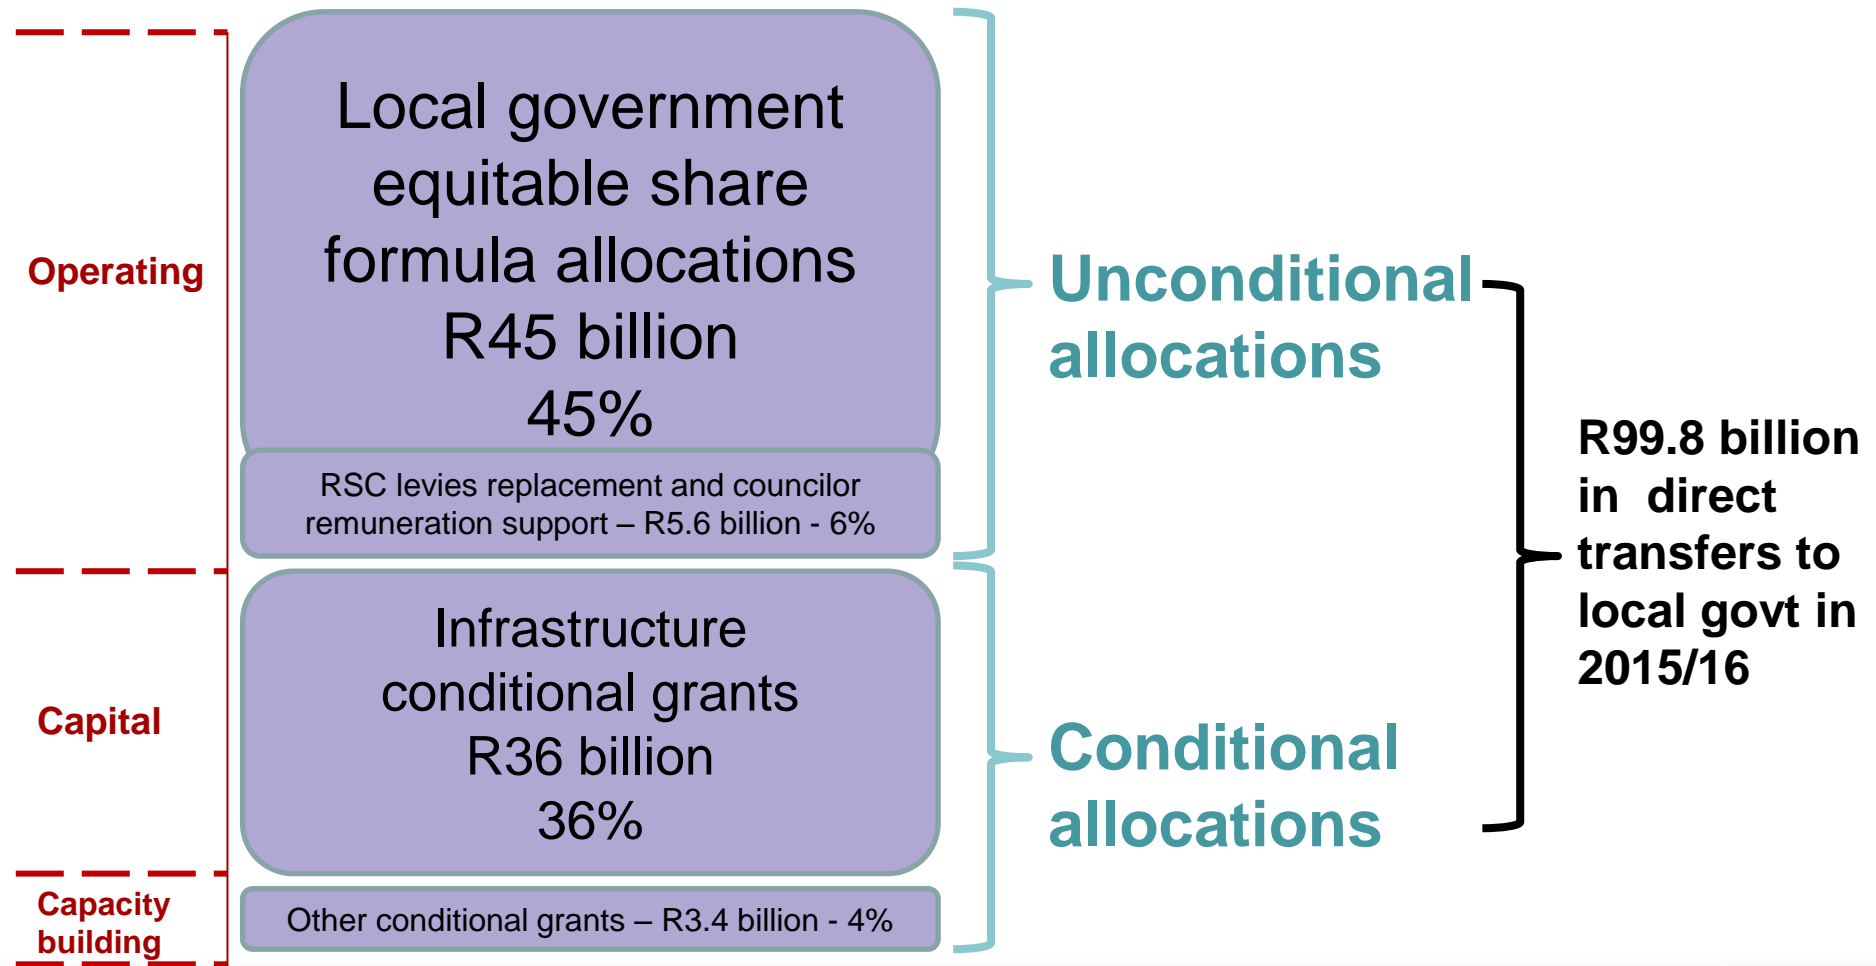 Operating
Local government
equitable share
formula allocations
R45 billion
45%
RSC levies replacement and councilor
remuneration support – R5.6 billion - 6%
Unconditional
allocations
Capital
Infrastructure
conditional grants
R36 billion
36%
Capacity
building
Other conditional grants – R3.4 billion - 4%
Conditional
allocations
R99.8 billion
in  direct
transfers to
local govt in
2015/16